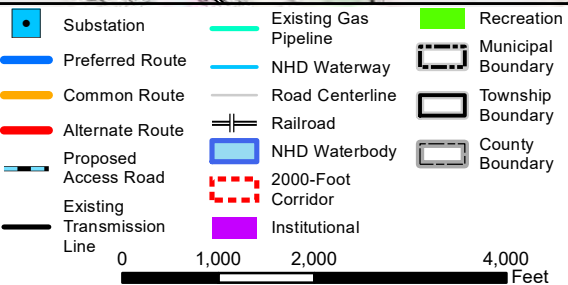 Substation
Preferred Route
Common Route
Alternate Route
Proposed
Access Road
Existing
Transmission
Line
Existing Gas
Pipeline
NHD Waterway
Road Centerline
Railroad
NHD Waterbody
2000-Foot
Corridor
Institutional
Recreation
Municipal
Boundary
Township
Boundary
County
Boundary
0 1,000 2,000 4,000
Feet